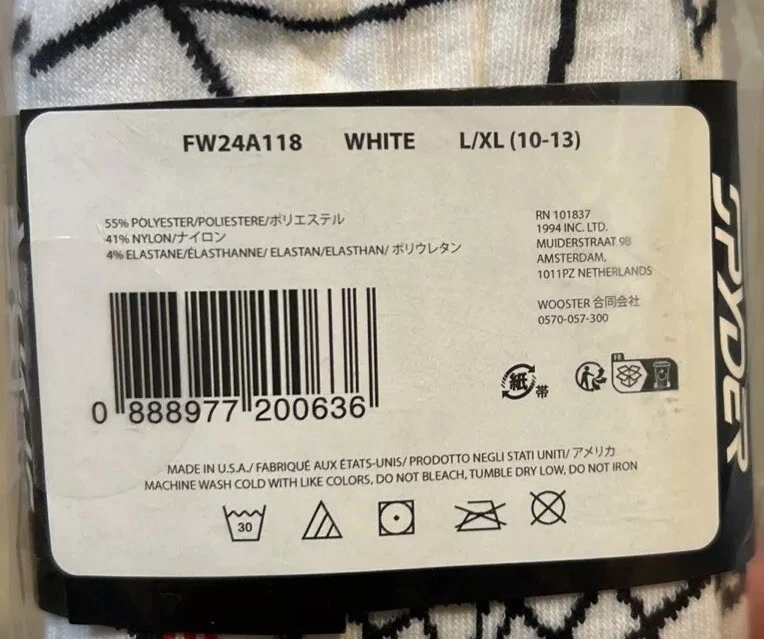 FW24A118 WHITE L/XL (10-13)
55% POLYESTER/POLIESTERE/ポリエステル
41% NYLON/ナイロン
4% ELASTANE/ÉLASTHANNE/ ELASTAN/ELASTHAN/ ポリウレタン
RN 101837
1994 INC. LTD.
MUIDERSTRAAT 9B
AMSTERDAM,
1011PZ NETHERLANDS
WOOSTER 合同会社
0570-057-300
0 888977 200636
紙 帯
FR
MADE IN U.S.A./ FABRIQUÉ AUX ÉTATS-UNIS/ PRODOTTO NEGLI STATI UNITI/ アメリカ
MACHINE WASH COLD WITH LIKE COLORS, DO NOT BLEACH, TUMBLE DRY LOW, DO NOT IRON
30
SPYDER